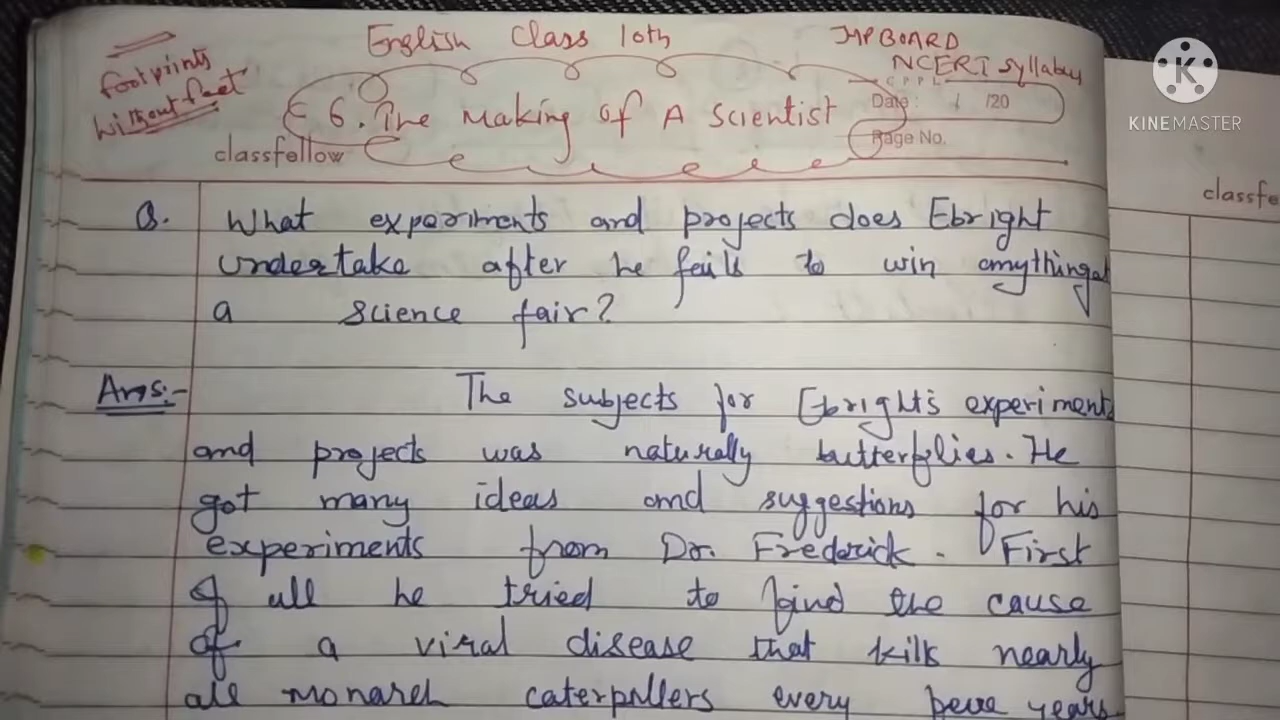 English Class 10th
MP BOARD
NCERT syllabus
footprints
without feet
6. The Making of A Scientist
CPPL
Date: / /20
Page No.
classfellow
K
KINEMASTER
classfe
Q. What experiments and projects does Ebright
undertake after he fails to win anything at
a science fair?
Ans:- The subjects for Ebright's experiments
and projects was naturally butterflies. He
got many ideas and suggestions for his
experiments from Dr. Frederick. First
of all he tried to find the cause
of a viral disease that kills nearly
all monarch caterpillers every years